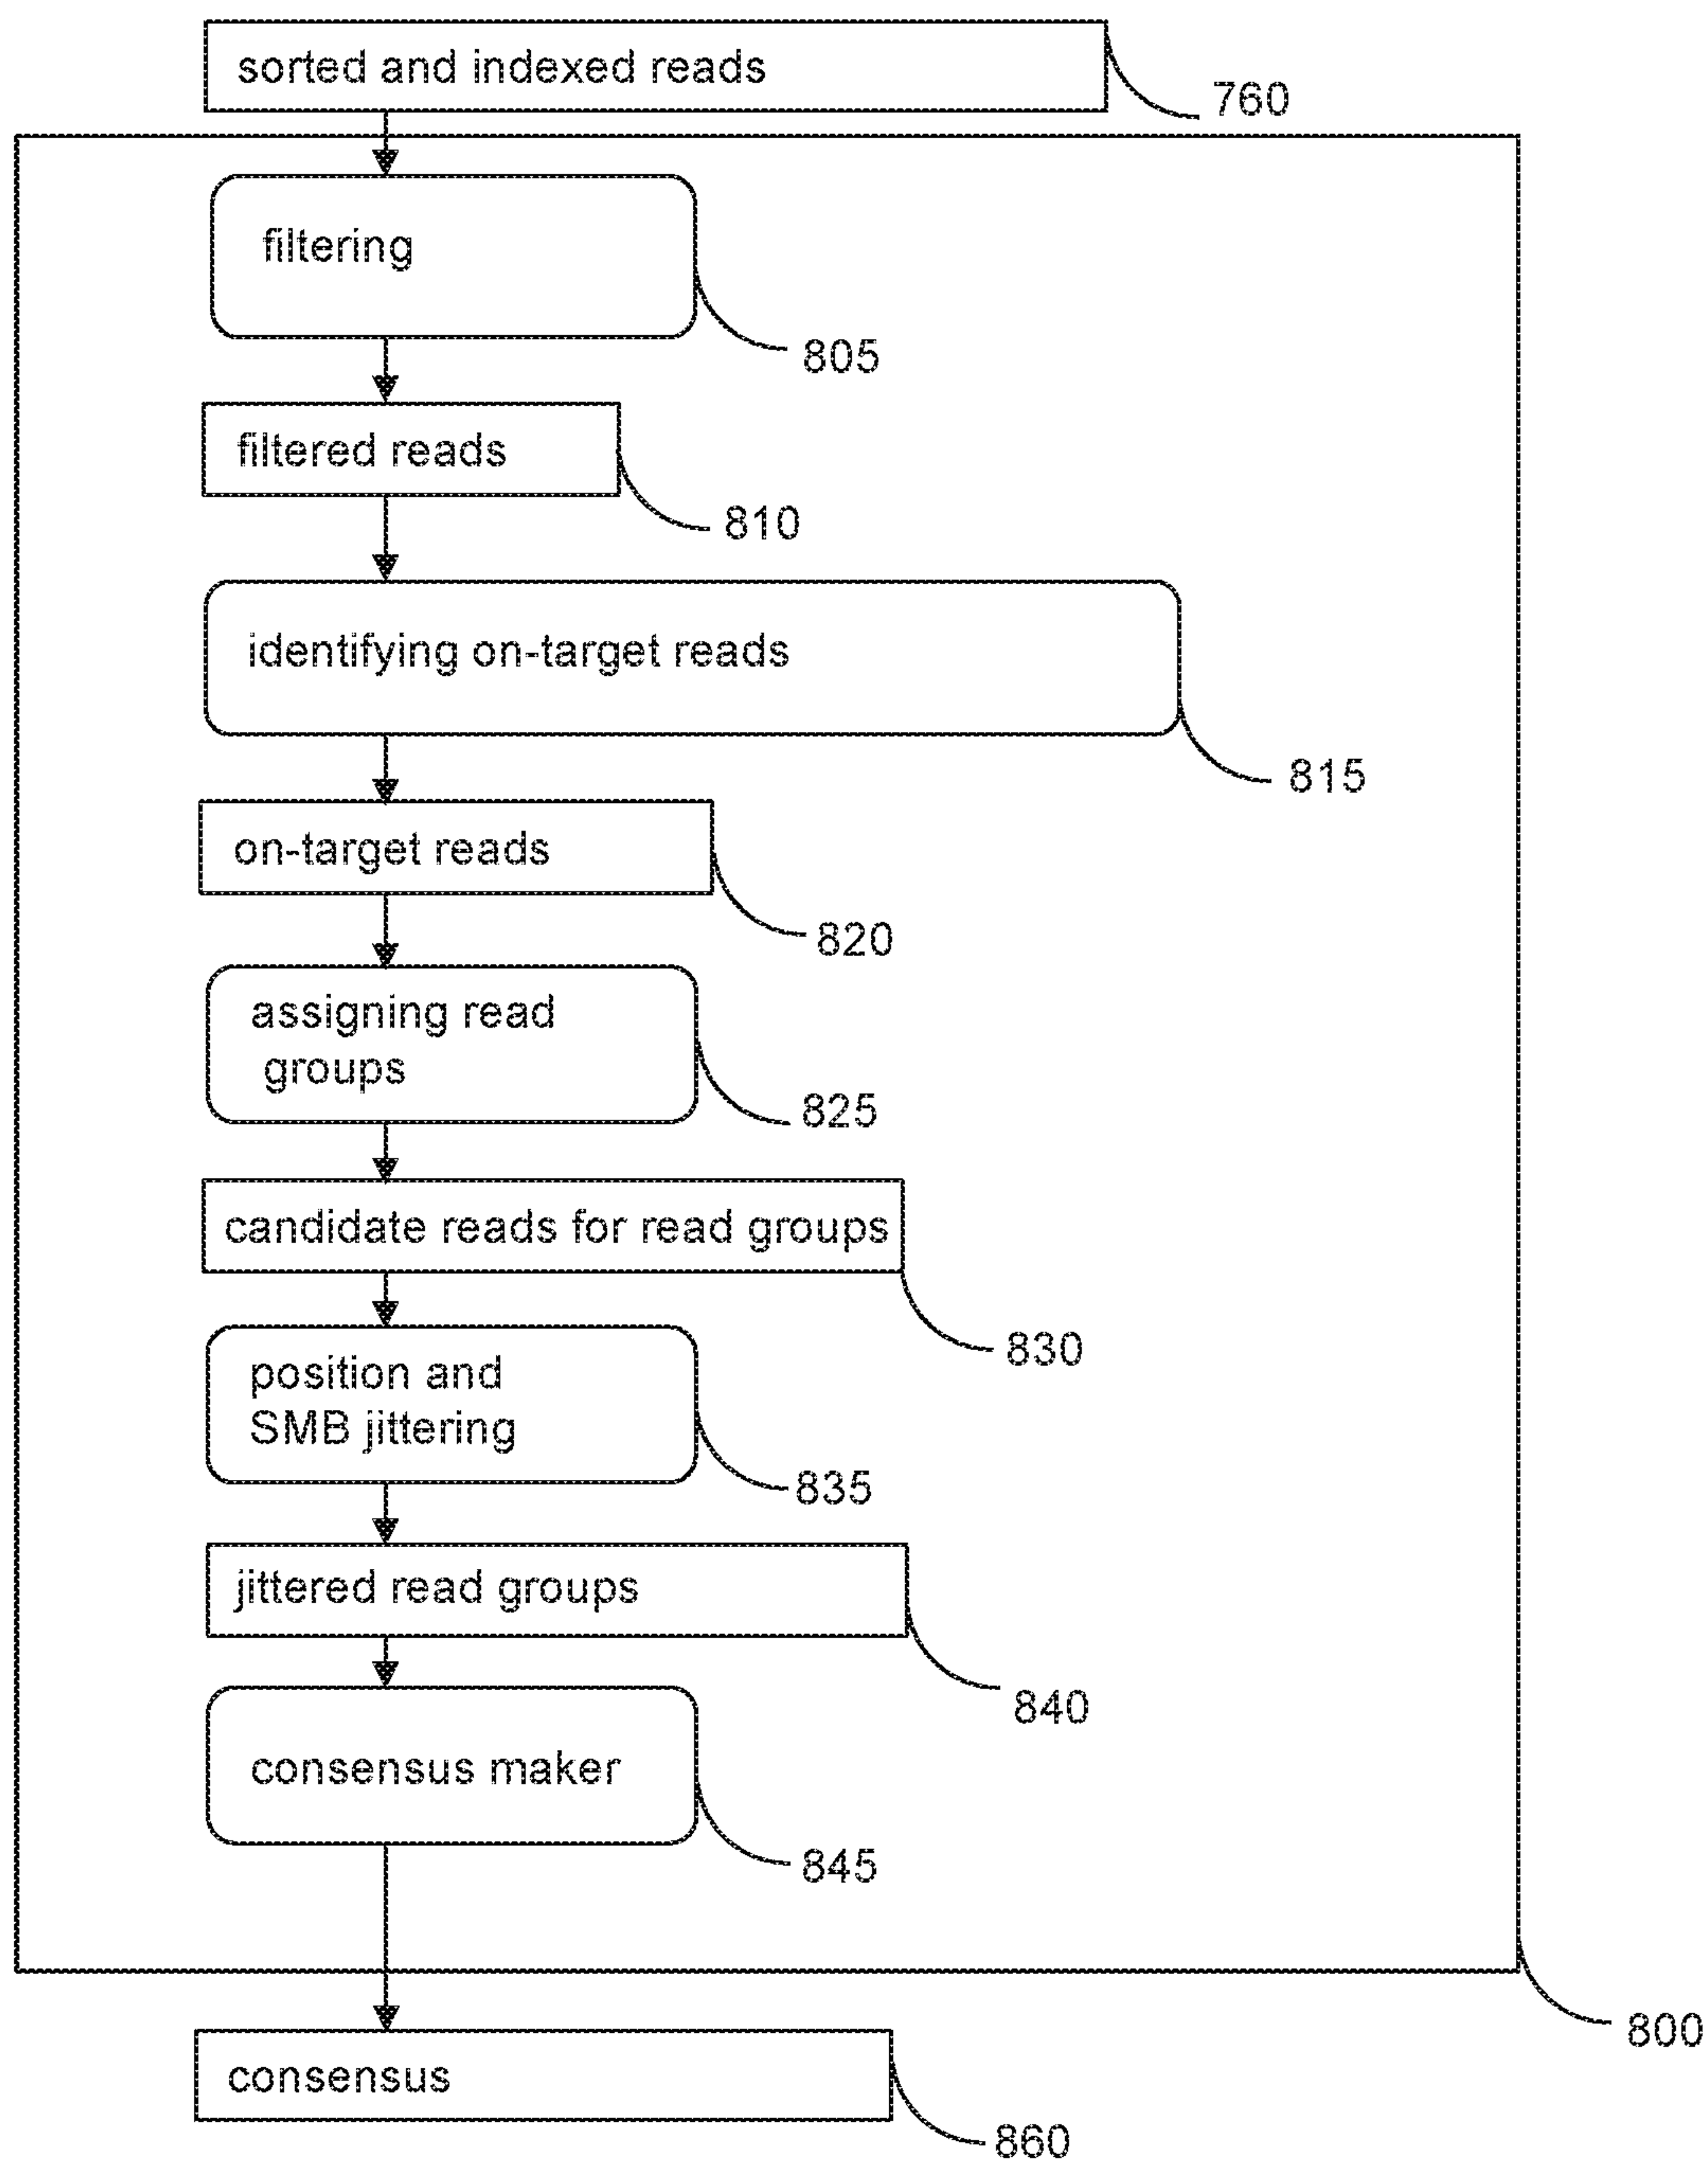 sorted and indexed reads
760
filtering
805
filtered reads
810
identifying on-target reads
815
on-target reads
820
assigning read
groups
825
candidate reads for read groups
830
position and
SMB jittering
835
jittered read groups
840
consensus maker
845
800
consensus
860